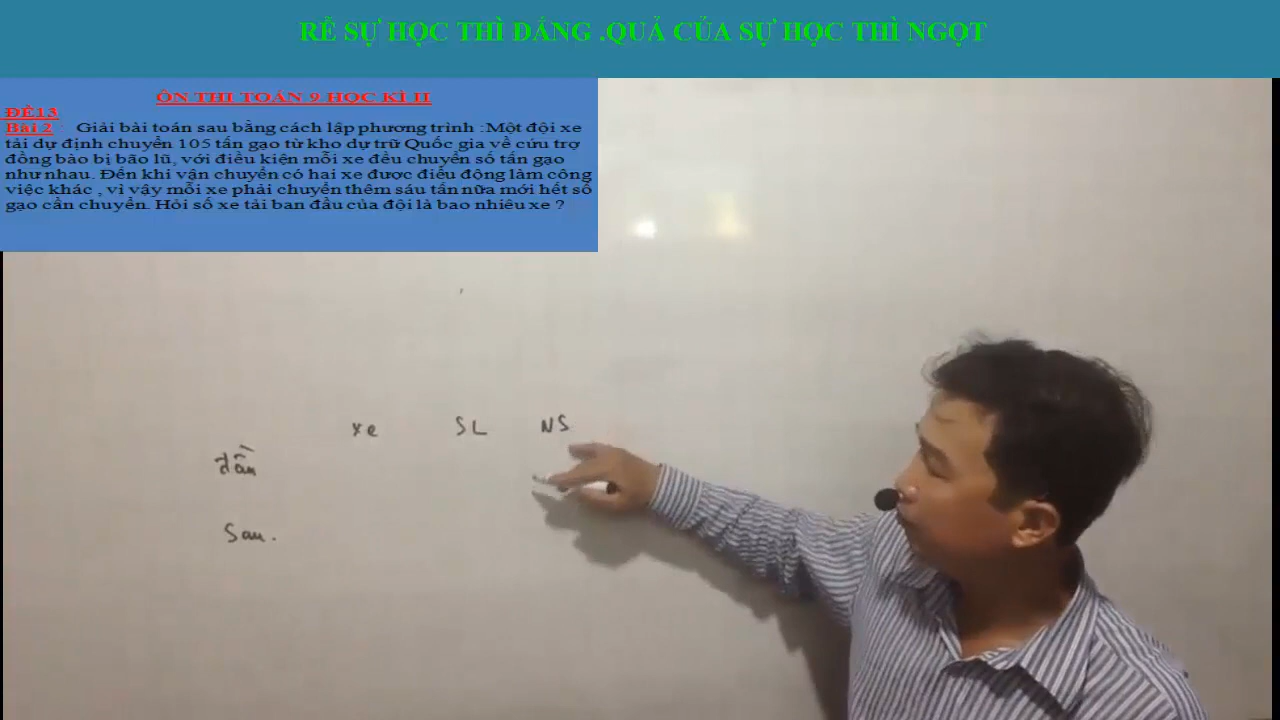 RỄ SỰ HỌC THÌ ĐẮNG .QUẢ CỦA SỰ HỌC THÌ NGỌT
ÔN THI TOÁN 9 HỌC KÌ II
ĐỀ13
Bài 2 Giải bài toán sau bằng cách lập phương trình :Một đội xe
tải dự định chuyển 105 tấn gạo từ kho dự trữ Quốc gia về cứu trợ
đồng bào bị bão lũ, với điều kiện mỗi xe đều chuyển số tấn gạo
như nhau. Đến khi vận chuyển có hai xe được điều động làm công
việc khác , vì vậy mỗi xe phải chuyển thêm sáu tấn nữa mới hết số
gạo cần chuyển. Hỏi số xe tải ban đầu của đội là bao nhiêu xe ?
xe SL NS
đần
Sau.